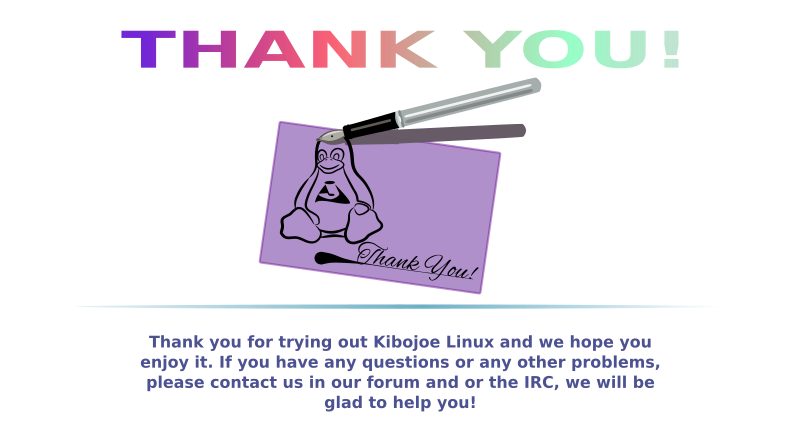 THANK YOU!
Thank You!
Thank you for trying out Kibojoe Linux and we hope you
enjoy it. If you have any questions or any other problems,
please contact us in our forum and or the IRC, we will be
glad to help you!